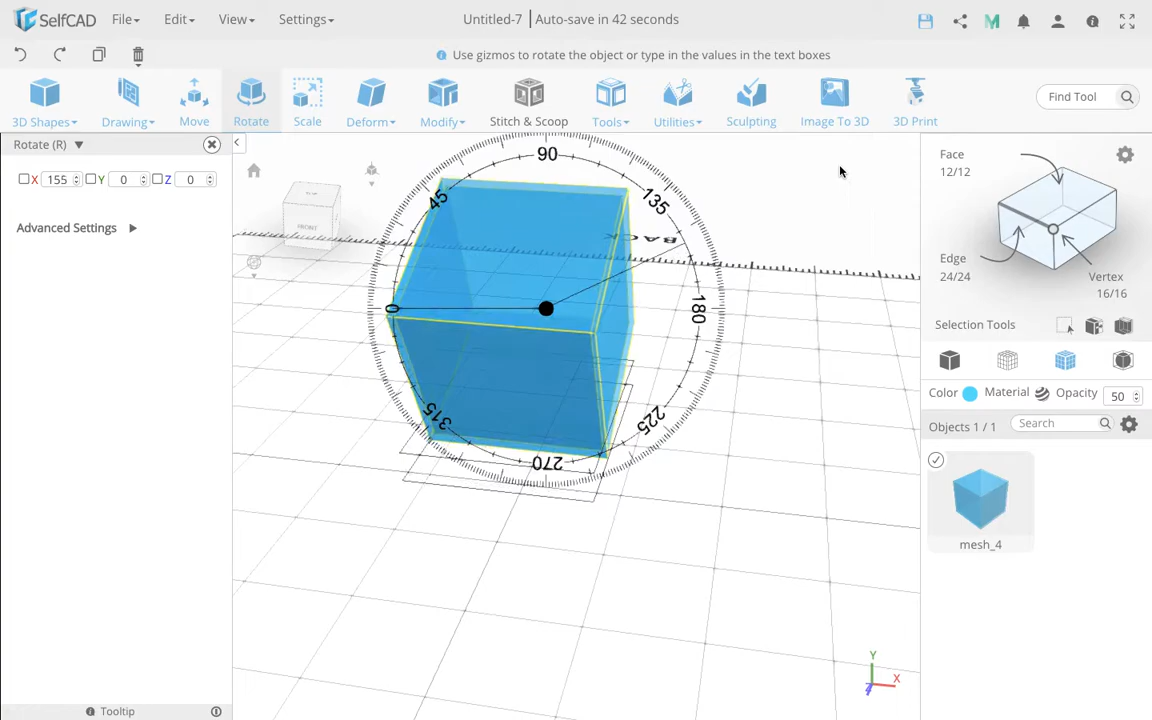 SelfCAD File Edit View Settings Untitled-7 Auto-save in 42 seconds
Use gizmos to rotate the object or type in the values in the text boxes
3D Shapes Drawing Move Rotate Scale Deform Modify Stitch & Scoop Tools Utilities Sculpting Image To 3D 3D Print Find Tool
Rotate (R)
X 155 Y 0 Z 0
Advanced Settings
Tooltip
FRONT
BACK
0
45
90
135
180
225
270
315
Y
X
Face
12/12
Edge
24/24
Vertex
16/16
Selection Tools
Color Material Opacity 50
Objects 1 / 1 Search
mesh_4